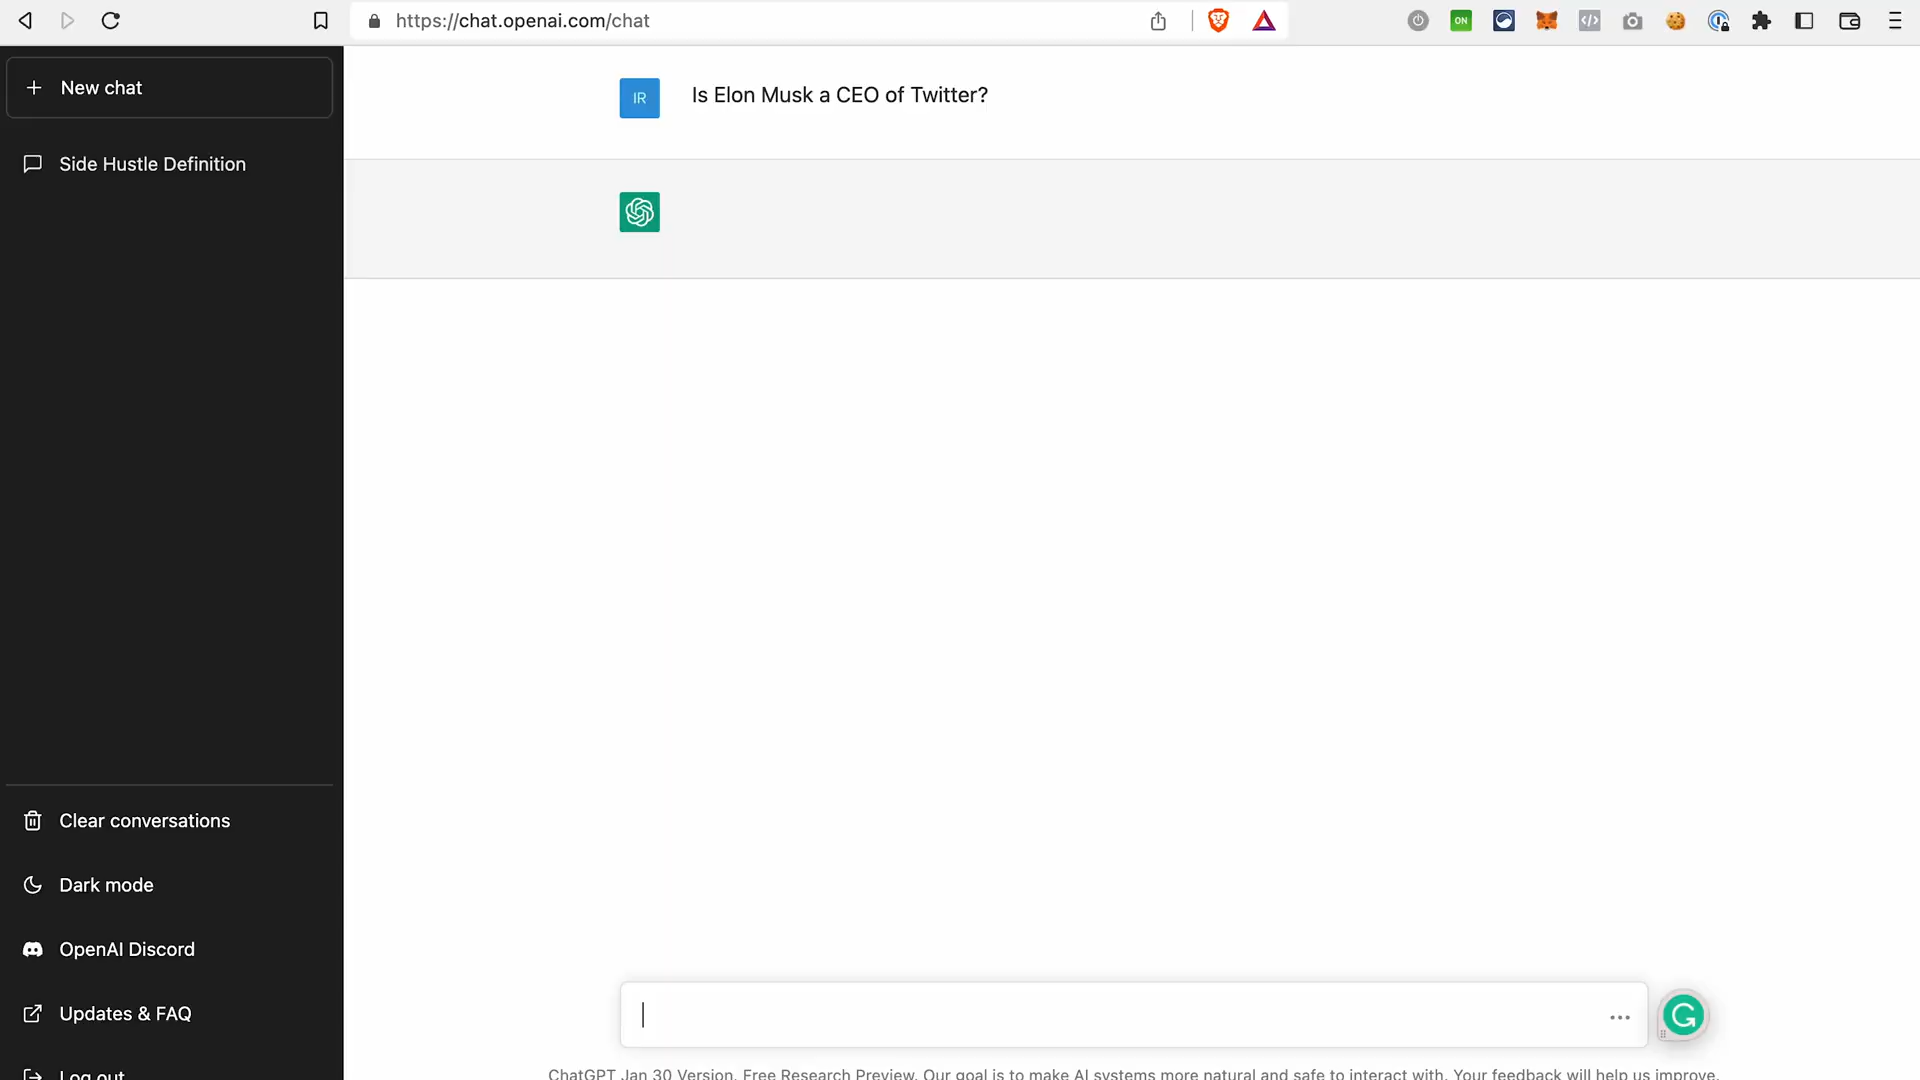 https://chat.openai.com/chat
ON
New chat
Side Hustle Definition
IR
Is Elon Musk a CEO of Twitter?
Clear conversations
Dark mode
OpenAI Discord
Updates & FAQ
Log out
ChatGPT Jan 30 Version. Free Research Preview. Our goal is to make AI systems more natural and safe to interact with. Your feedback will help us improve.